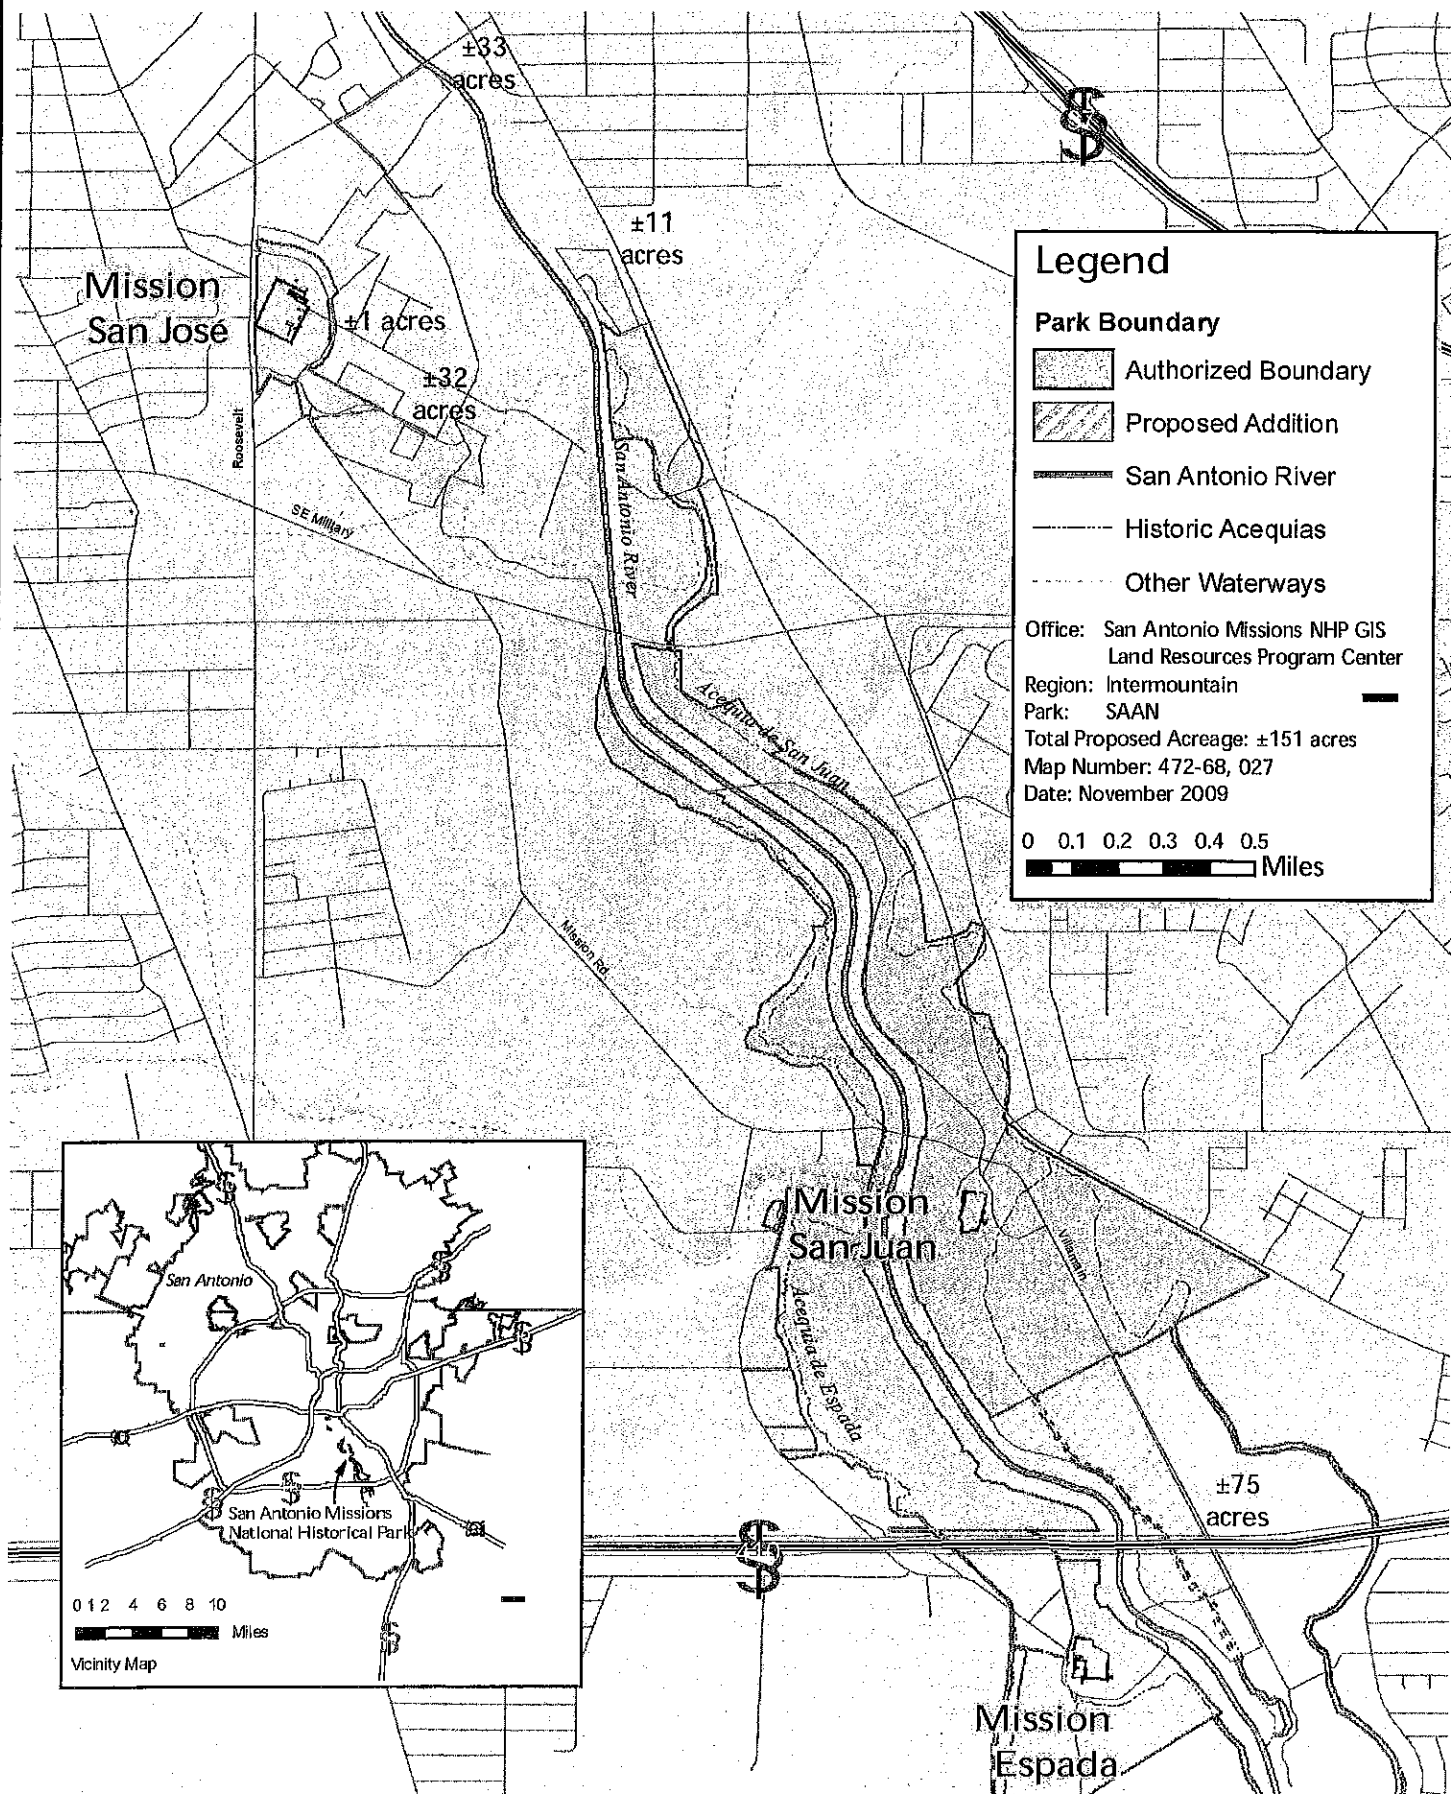 ±33
acres
±11
acres
Mission
San José
±1 acres
±32
acres
Roosevelt
SE Military
San Antonio River
Acequia de San Juan
Mission Rd.
Legend
Park Boundary
Authorized Boundary
Proposed Addition
San Antonio River
Historic Acequias
Other Waterways
Office: San Antonio Missions NHP GIS
Land Resources Program Center
Region: Intermountain
Park: SAAN
Total Proposed Acreage: ±151 acres
Map Number: 472-68, 027
Date: November 2009
0 0.1 0.2 0.3 0.4 0.5
Miles
Mission
San Juan
Villamain
Acequia de Espada
±75
acres
Mission
Espada
San Antonio
San Antonio Missions
National Historical Park
0 1 2 4 6 8 10
Miles
Vicinity Map